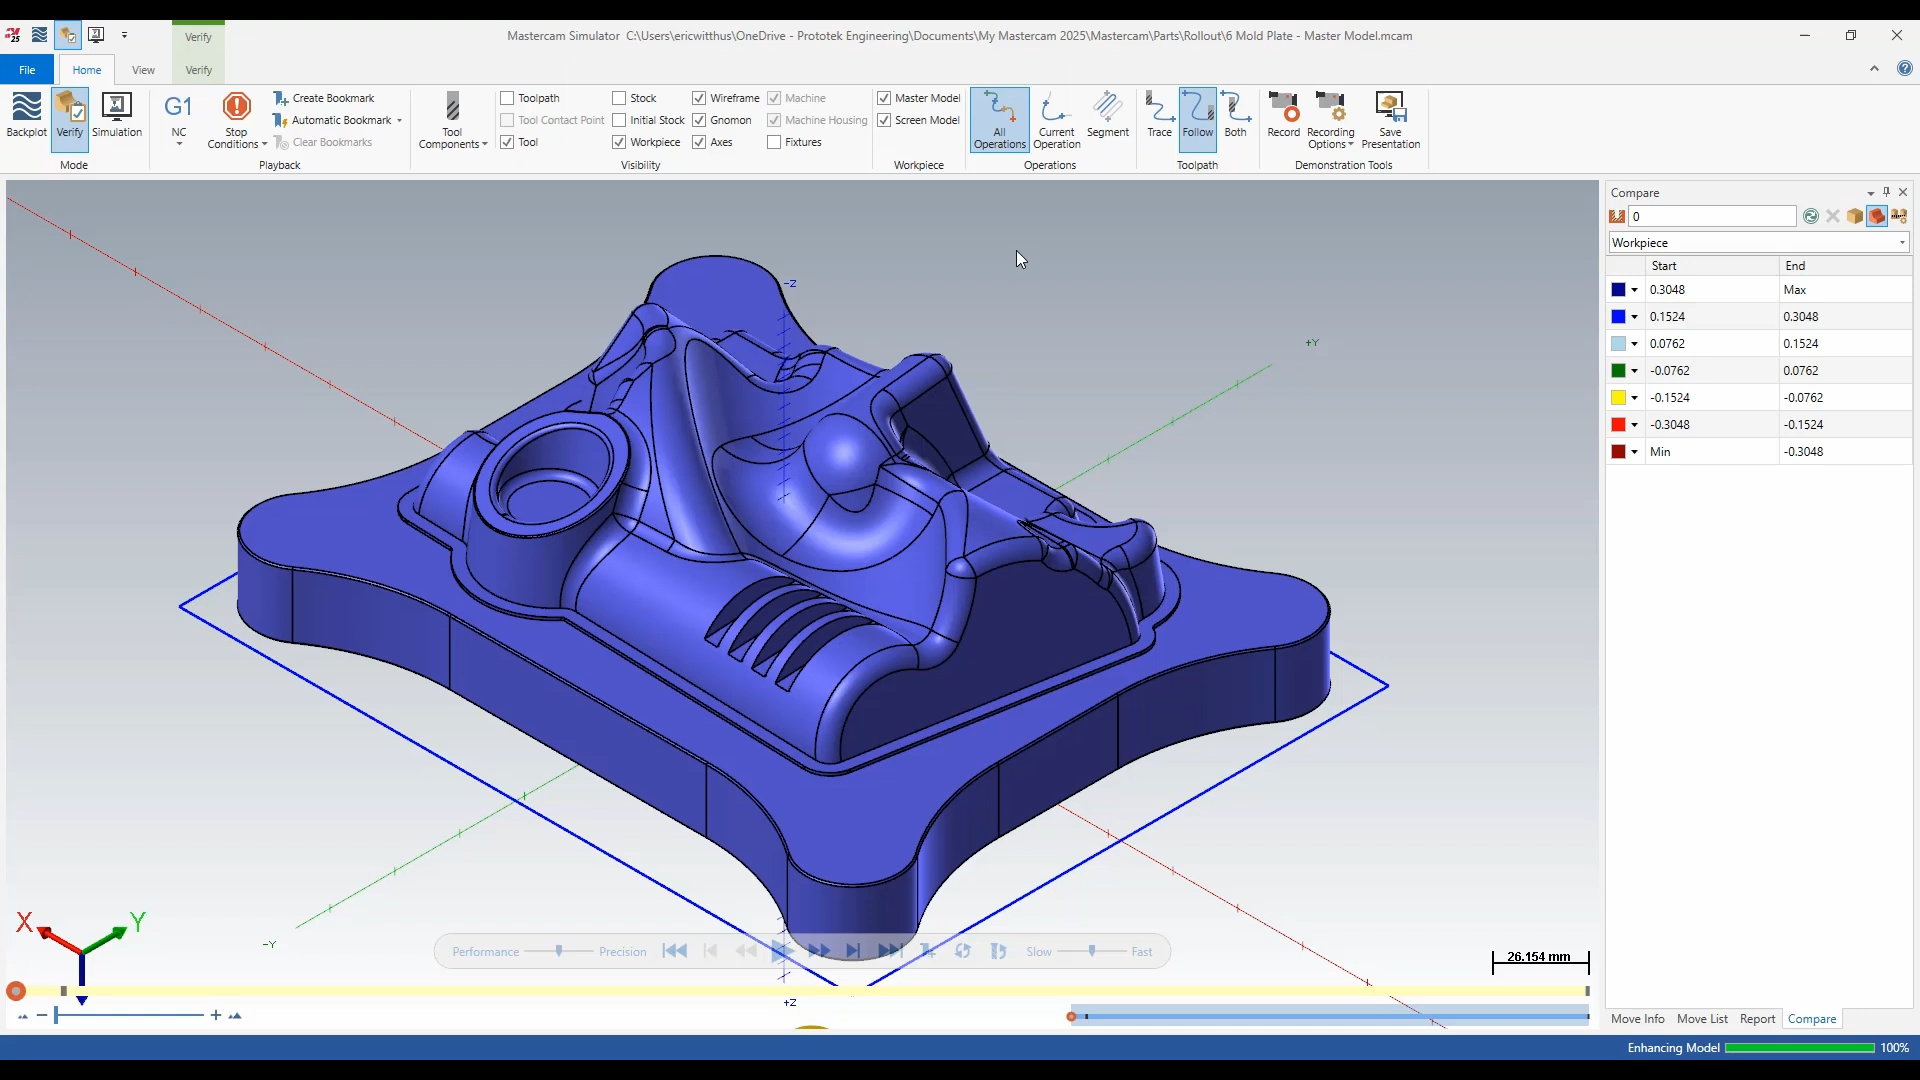 25
Verify
Mastercam Simulator C:\Users\ericwitthus\OneDrive - Prototek Engineering\Documents\My Mastercam 2025\Mastercam\Parts\Rollout\6 Mold Plate - Master Model.mcam
File
Home
View
Verify
Backplot
Verify
Simulation
Mode
G1
NC
Stop Conditions
Create Bookmark
Automatic Bookmark
Clear Bookmarks
Playback
Tool Components
Toolpath
Tool Contact Point
Tool
Stock
Initial Stock
Workpiece
Wireframe
Gnomon
Axes
Machine
Machine Housing
Fixtures
Visibility
Master Model
Screen Model
Workpiece
All Operations
Current Operation
Segment
Operations
Trace
Follow
Both
Toolpath
Record
Recording Options
Save Presentation
Demonstration Tools
Compare
0
Workpiece
Start End
0.3048 Max
0.1524 0.3048
0.0762 0.1524
-0.0762 0.0762
-0.1524 -0.0762
-0.3048 -0.1524
Min -0.3048
-Z
+Y
-Y
+Z
X
Y
Performance
Precision
Slow
Fast
26.154 mm
Move Info
Move List
Report
Compare
Enhancing Model
100%